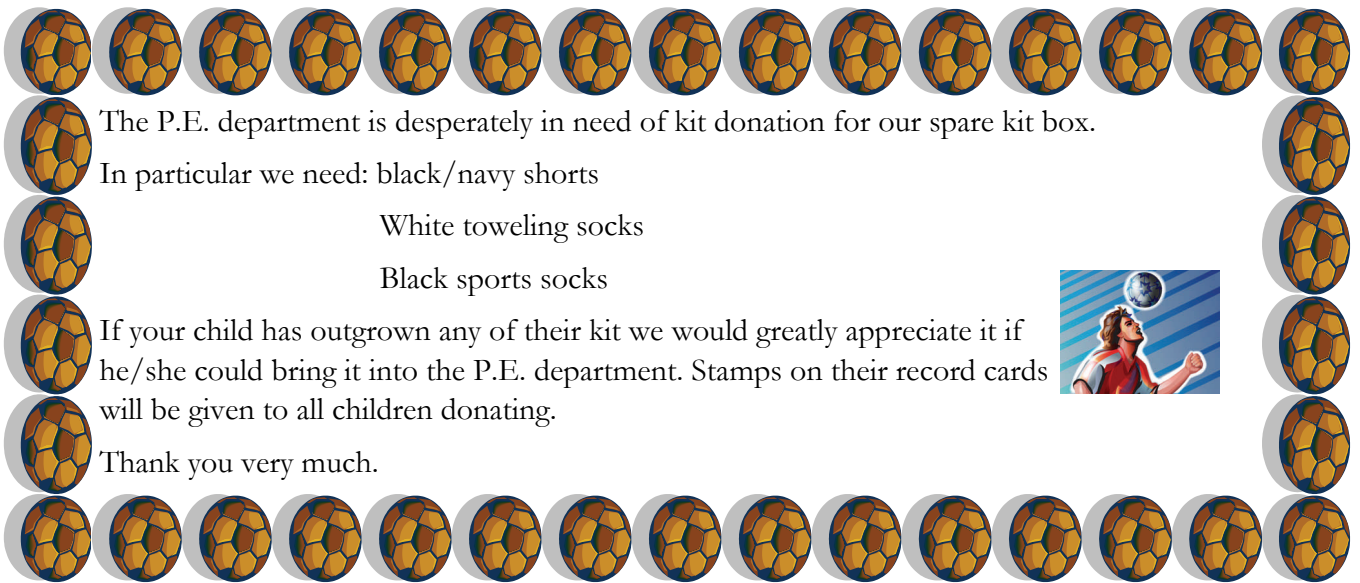 The P.E. department is desperately in need of kit donation for our spare kit box.
In particular we need: black/navy shorts
White toweling socks
Black sports socks
If your child has outgrown any of their kit we would greatly appreciate it if
he/she could bring it into the P.E. department. Stamps on their record cards
will be given to all children donating.
Thank you very much.